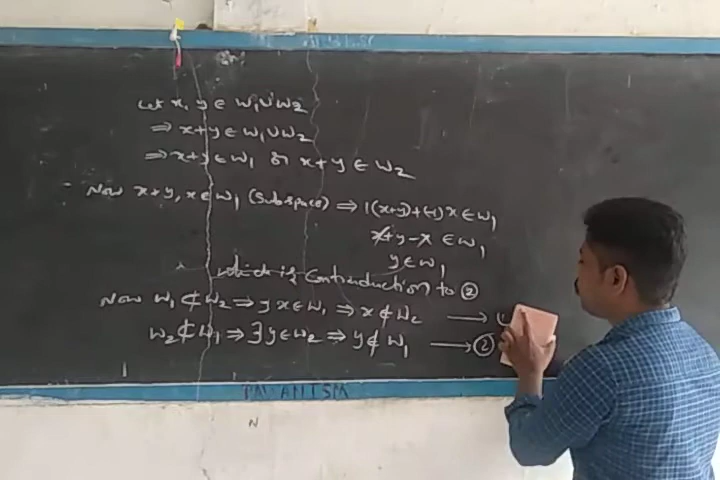 Let x, y ∈ W₁∪W₂
⇒ x+y ∈ W₁∪W₂
⇒ x+y ∈ W₁ or x+y ∈ W₂
Now x+y, x ∈ W₁ (Subspace) ⇒ 1(x+y)+(-1)x ∈ W₁
x+y-x ∈ W₁
y ∈ W₁
which is Contradiction to ②
Now W₁ ⊄ W₂ ⇒ ∃ x ∈ W₁ ⇒ x ∉ W₂ →
W₂ ⊄ W₁ ⇒ ∃ y ∈ W₂ ⇒ y ∉ W₁ → ②